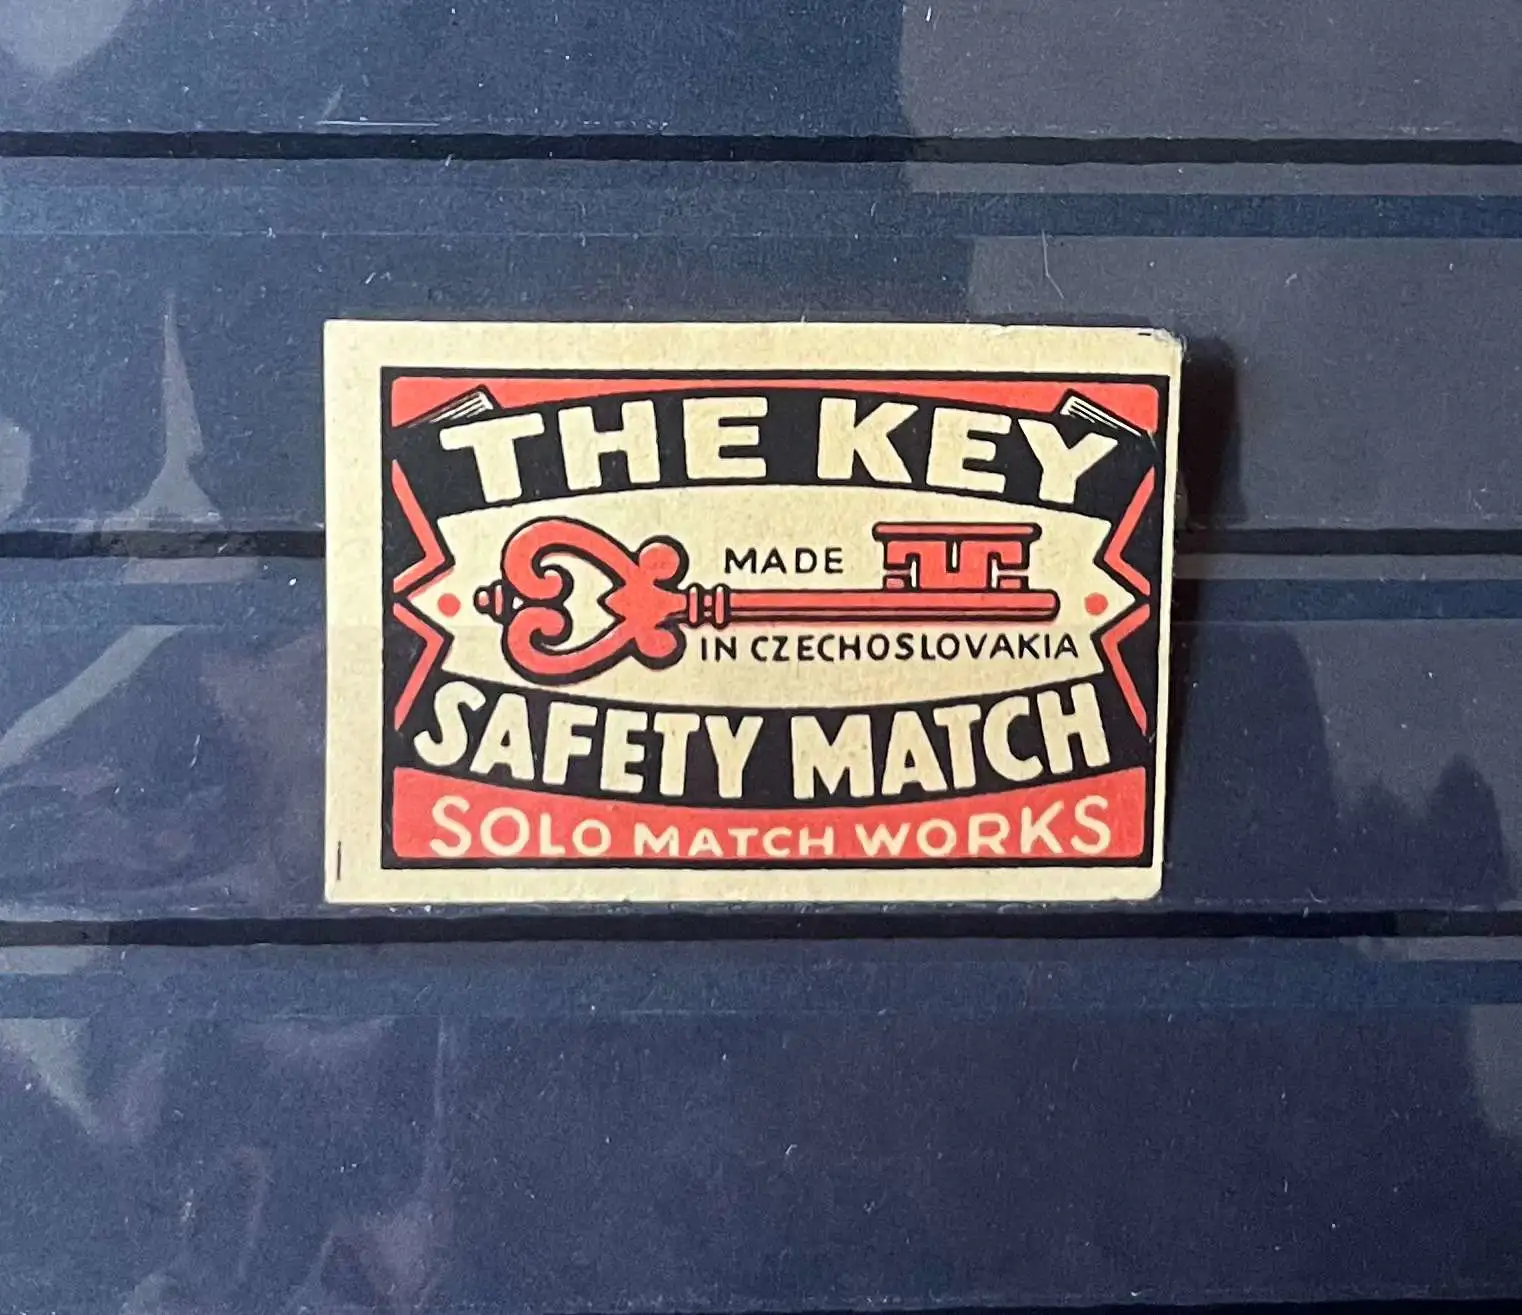 THE KEY
MADE
IN CZECHOSLOVAKIA
SAFETY MATCH
SOLO MATCH WORKS